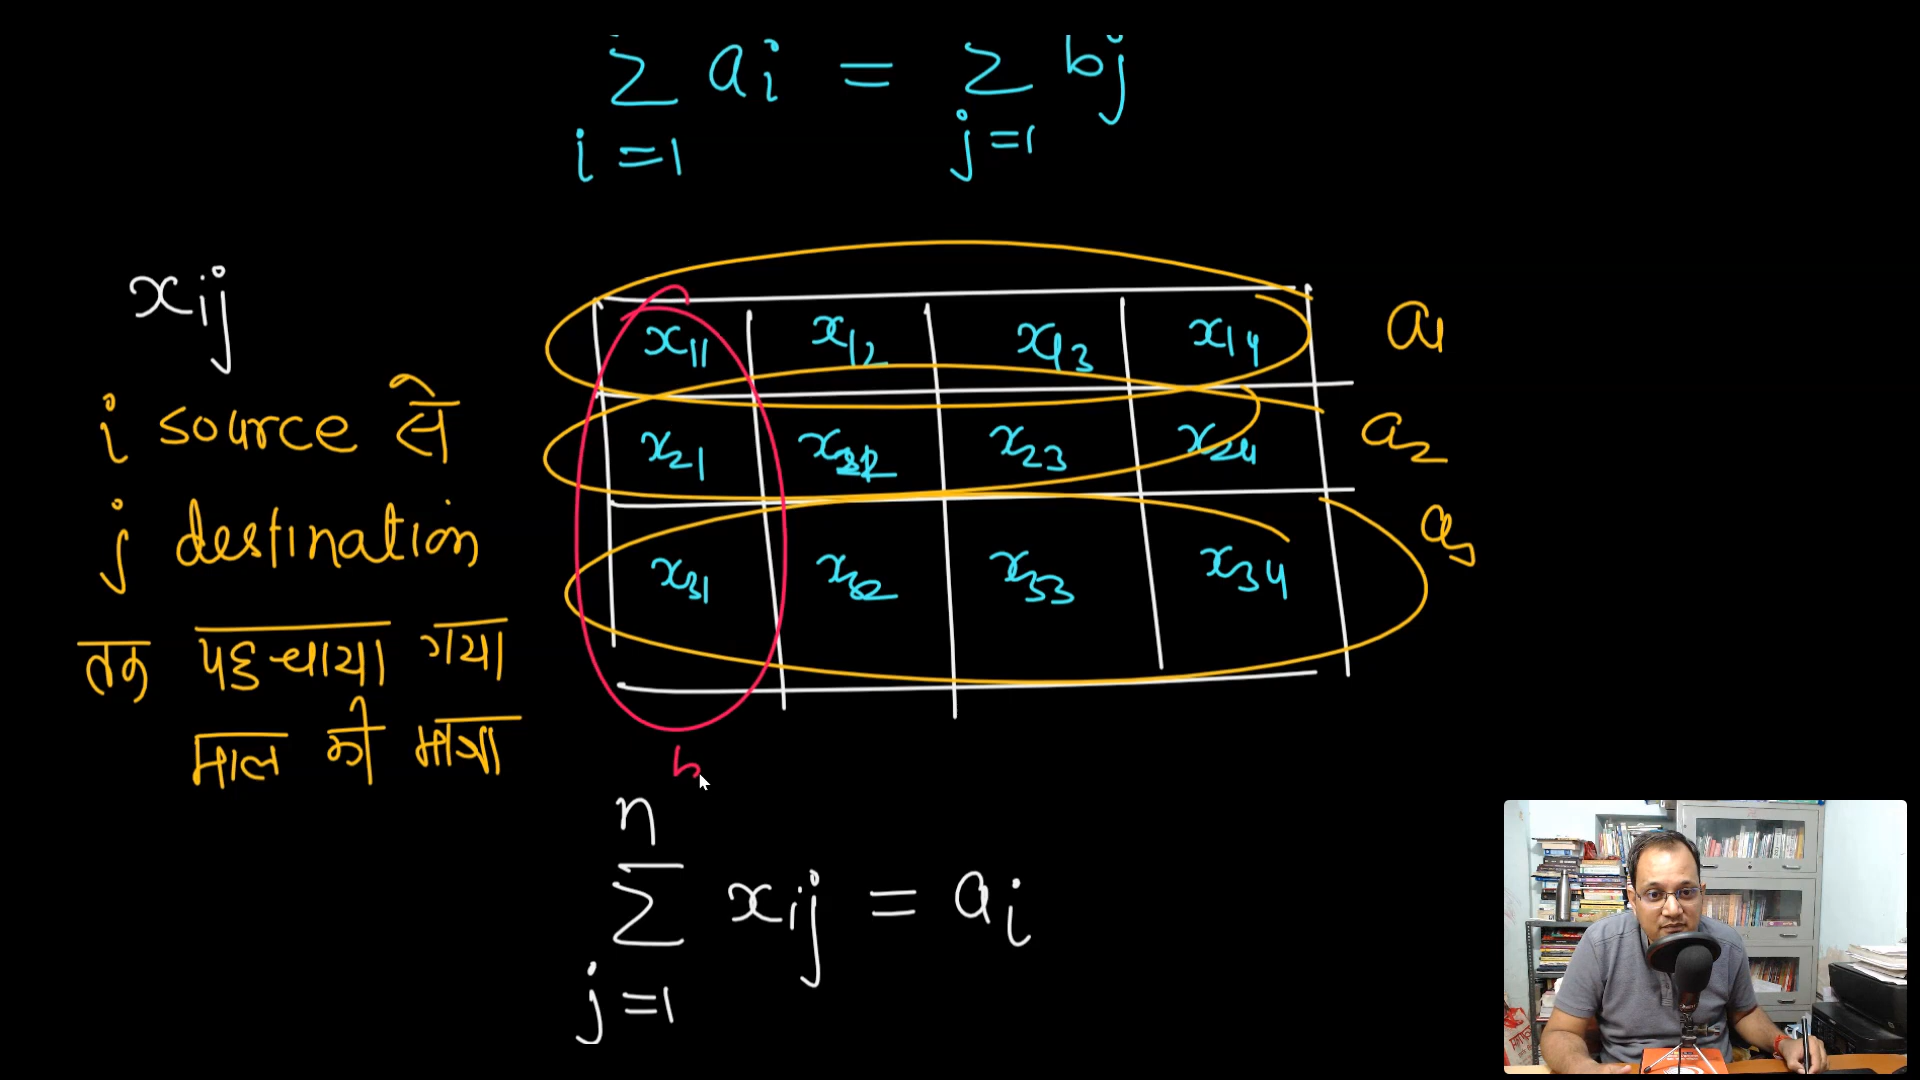 ∑ ai = ∑ bj
i=1 j=1
xij
i source से
j destination
तक पहुचाया गया
माल की मात्रा
x11 x12 x13 x14 a1
x21 x24 a2
x23
x31 x32 x33 x34 a3
b
n
∑ xij = ai
j=1